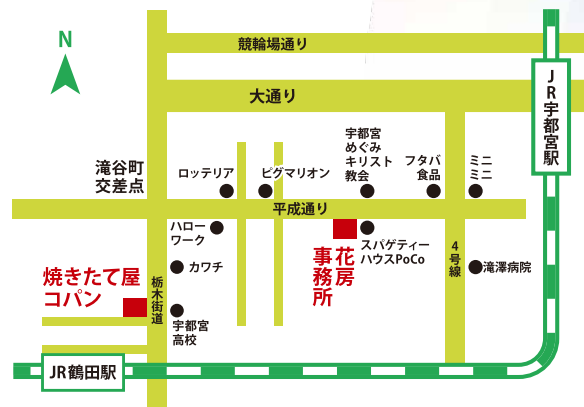 N
競輪場通り
大通り
JR宇都宮駅
滝谷町
交差点
ロッテリア
ピグマリオン
宇都宮
めぐみ
キリスト
教会
フタバ
食品
ミニ
ミニ
平成通り
ハロー
ワーク
花房
事務所
スパゲティー
ハウスPoCo
4号線
カワチ
滝澤病院
焼きたて屋
コパン
栃木街道
宇都宮
高校
JR鶴田駅